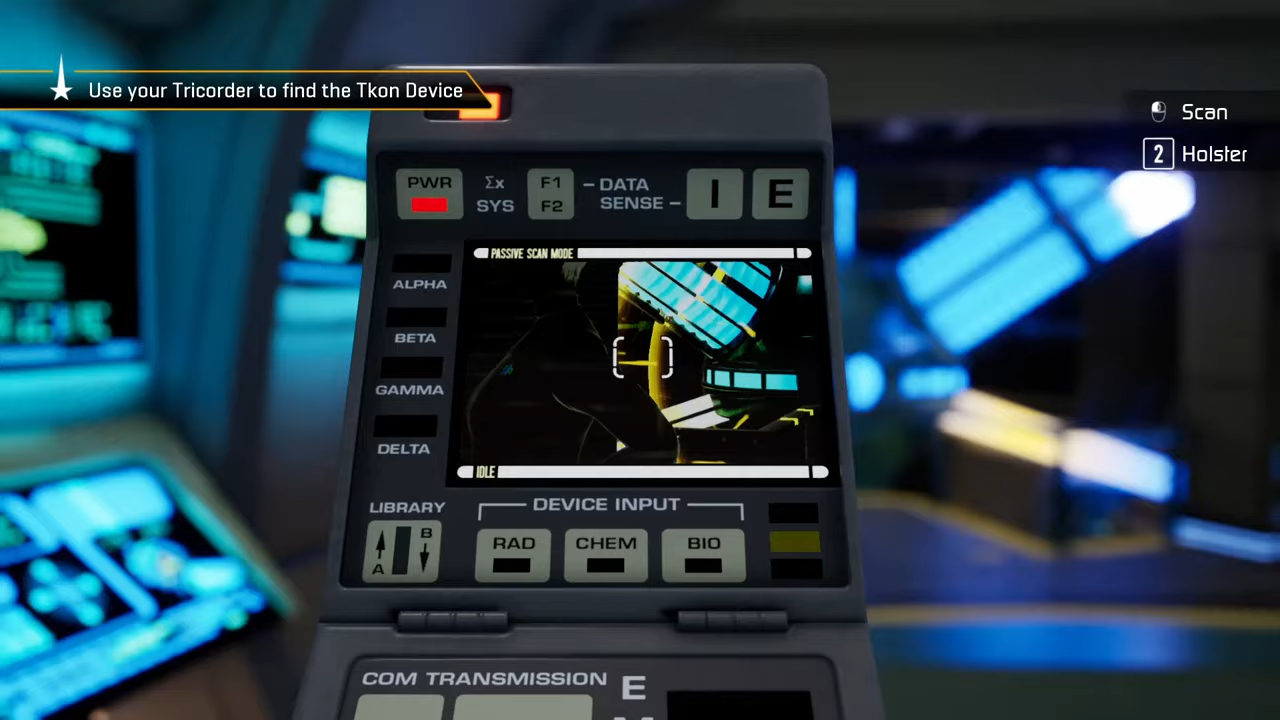 Use your Tricorder to find the Tkon Device
Scan
2 Holster
PWR
Σx
SYS
F1
F2
DATA
SENSE
I
E
PASSIVE SCAN MODE
ALPHA
BETA
GAMMA
DELTA
IDLE
LIBRARY
A
B
DEVICE INPUT
RAD
CHEM
BIO
COM TRANSMISSION
E